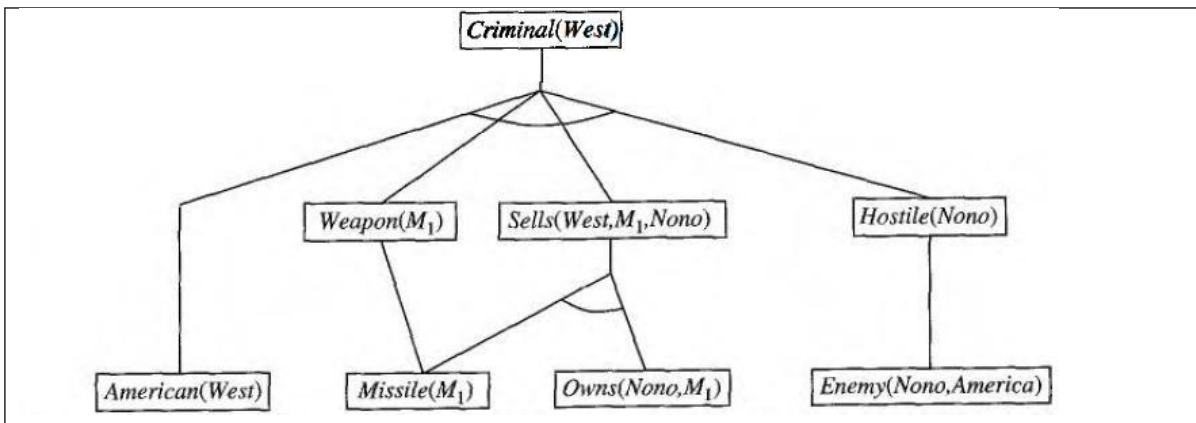 Criminal(West)
Weapon(M₁)
Sells(West,M₁,Nono)
Hostile(Nono)
American(West)
Missile(M₁)
Owns(Nono,M₁)
Enemy(Nono,America)